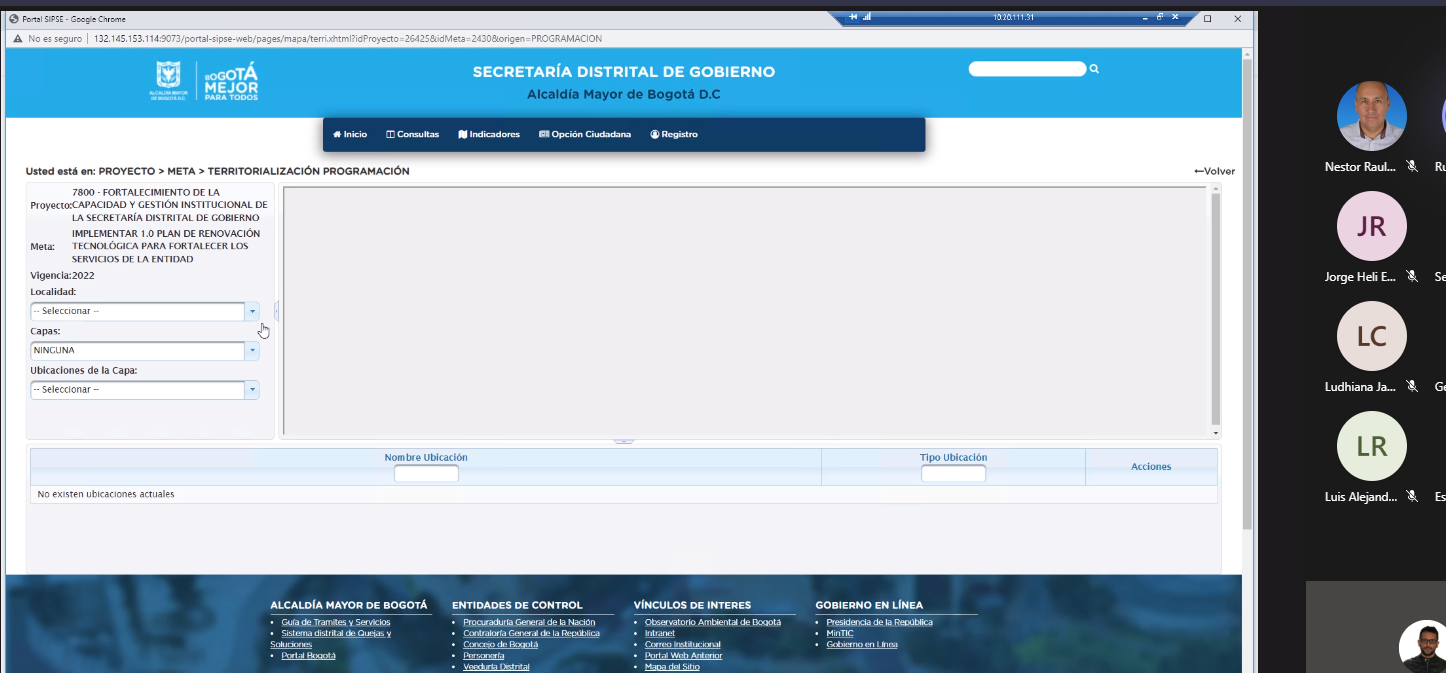 Portal SIPSE - Google Chrome
10.20.111.31
No es seguro | 132.145.153.114:9073/portal-sipse-web/pages/mapa/terri.xhtml?idProyecto=26425&idMeta=2430&origen=PROGRAMACION
ALCALDÍA MAYOR
DE BOGOTÁ D.C.
BOGOTÁ
MEJOR
PARA TODOS
SECRETARÍA DISTRITAL DE GOBIERNO
Alcaldía Mayor de Bogotá D.C
Inicio Consultas Indicadores Opción Ciudadana Registro
Usted está en: PROYECTO > META > TERRITORIALIZACIÓN PROGRAMACIÓN
←Volver
7800 - FORTALECIMIENTO DE LA
Proyecto:CAPACIDAD Y GESTIÓN INSTITUCIONAL DE
LA SECRETARÍA DISTRITAL DE GOBIERNO
IMPLEMENTAR 1.0 PLAN DE RENOVACIÓN
Meta: TECNOLÓGICA PARA FORTALECER LOS
SERVICIOS DE LA ENTIDAD
Vigencia:2022
Localidad:
-- Seleccionar --
Capas:
NINGUNA
Ubicaciones de la Capa:
-- Seleccionar --
Nombre Ubicación Tipo Ubicación Acciones
No existen ubicaciones actuales
ALCALDÍA MAYOR DE BOGOTÁ
• Guía de Tramites y Servicios
• Sistema distrital de Quejas y
Soluciones
• Portal Bogotá
ENTIDADES DE CONTROL
• Procuraduría General de la Nación
• Contraloría General de la República
• Concejo de Bogotá
• Personería
• Veeduría Distrital
VÍNCULOS DE INTERES
• Observatorio Ambiental de Bogotá
• Intranet
• Correo Institucional
• Portal Web Anterior
• Mapa del Sitio
GOBIERNO EN LÍNEA
• Presidencia de la República
• MinTIC
• Gobierno en Línea
Nestor Raul... Ru
JR
Jorge Heli E... Se
LC
Ludhiana Ja... Ge
LR
Luis Alejand... Es